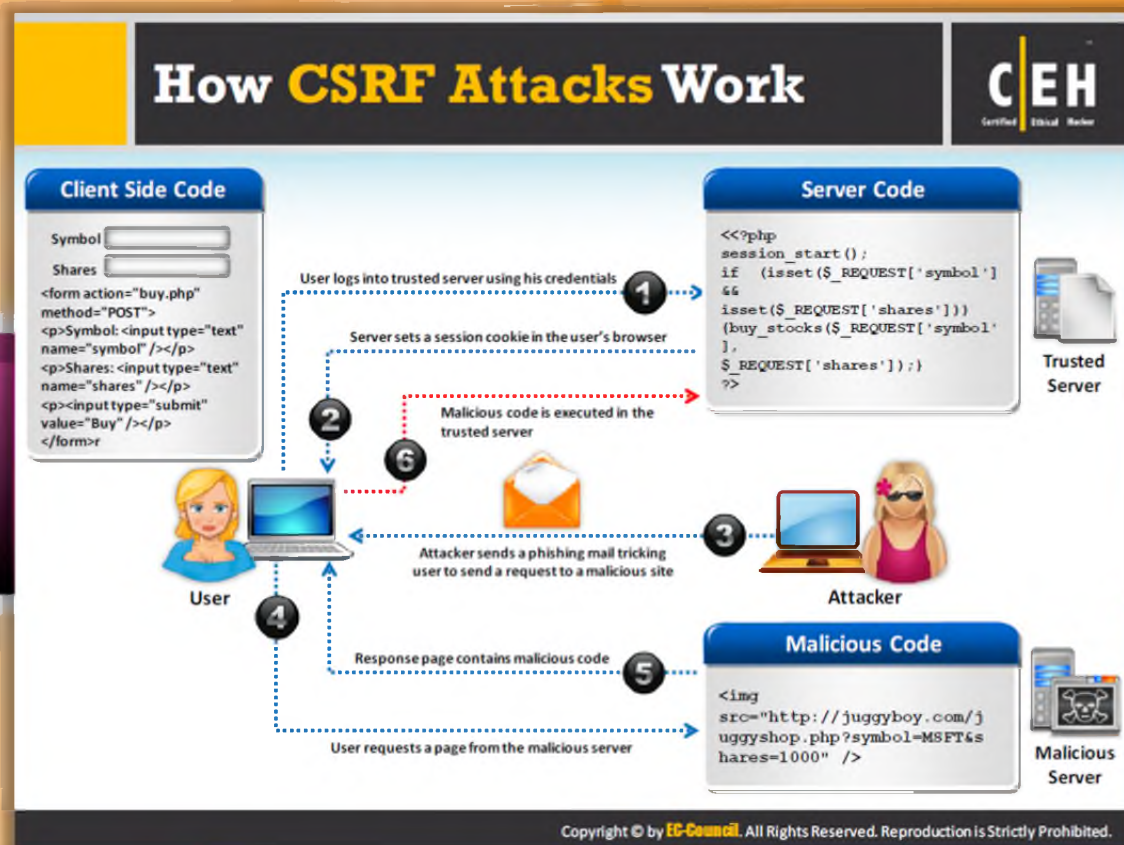 How CSRF Attacks Work
CEH
Certified Ethical Hacker
Client Side Code
Symbol
Shares
<form action="buy.php"
method="POST">
<p>Symbol: <input type="text"
name="symbol" /></p>
<p>Shares: <input type="text"
name="shares" /></p>
<p><input type="submit"
value="Buy" /></p>
</form>r
Server Code
<<?php
session_start();
if (isset($_REQUEST['symbol']
&&
isset($_REQUEST['shares']))
(buy_stocks($_REQUEST['symbol'
],
$_REQUEST['shares']);}
?>
Trusted
Server
User logs into trusted server using his credentials
1
Server sets a session cookie in the user's browser
2
Malicious code is executed in the
trusted server
6
3
Attacker sends a phishing mail tricking
user to send a request to a malicious site
User
Attacker
4
Response page contains malicious code
5
User requests a page from the malicious server
Malicious Code
<img
src="http://juggyboy.com/j
uggyshop.php?symbol=MSFT&s
hares=1000" />
Malicious
Server
Copyright © by EC-Council. All Rights Reserved. Reproduction is Strictly Prohibited.